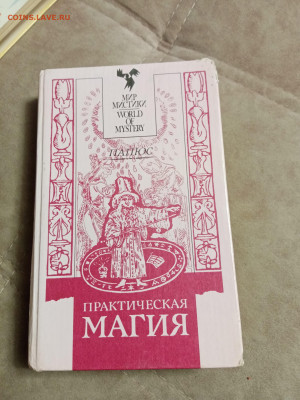 COINS.LAVE.RU
МИР
МИСТИКИ
WORLD
OF
MYSTERY
ПАПЮС
ПРАКТИЧЕСКАЯ
МАГИЯ